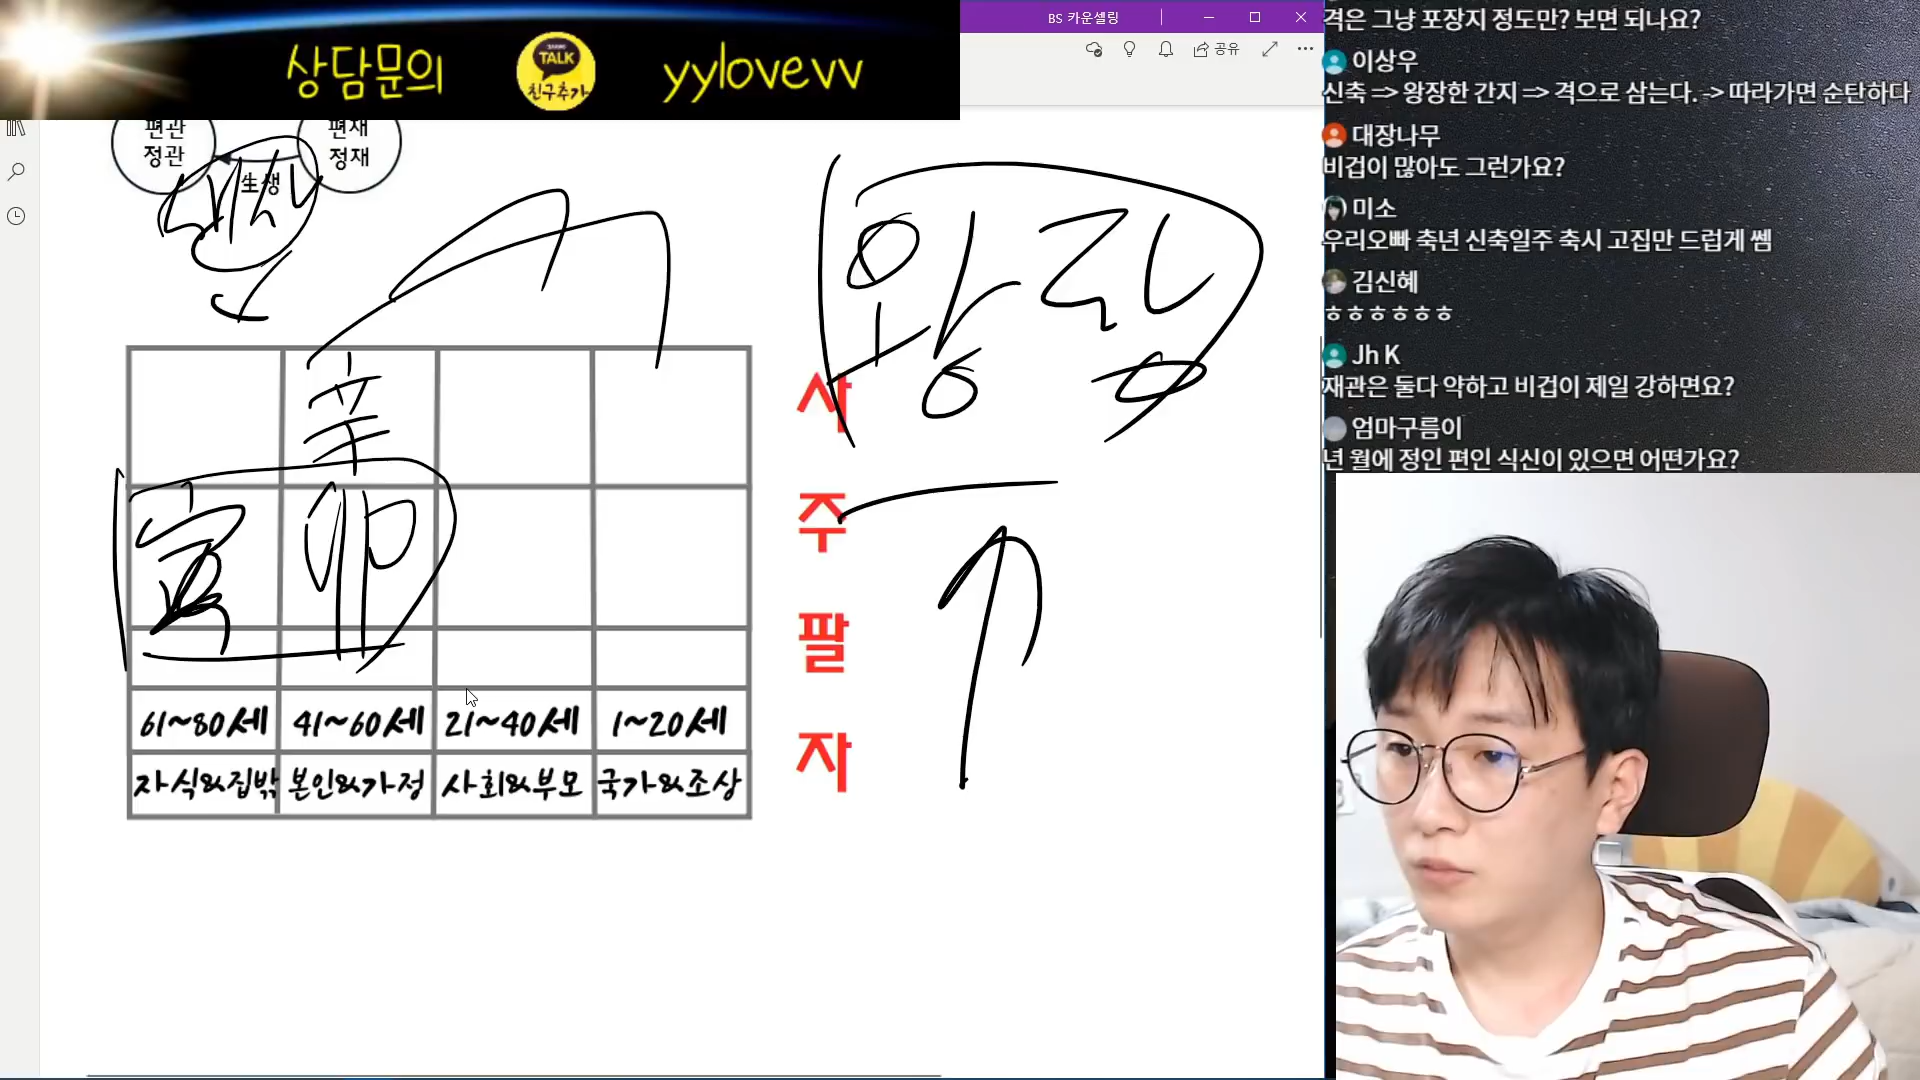 상담문의
TALK
친구추가
yylovevv
BS 카운셀링
공유
편관
정관
편재
정재
生생
왕
辛
寅 卯
사
주
팔
자
61~80세 41~60세 21~40세 1~20세
자식&집밖 본인&가정 사회&부모 국가&조상
격은 그냥 포장지 정도만? 보면 되나요?
이상우
신축 => 왕장한 간지 => 격으로 삼는다. -> 따라가면 순탄하다
대장나무
비겁이 많아도 그런가요?
미소
우리오빠 축년 신축일주 축시 고집만 드럽게 쎔
김신혜
ㅎㅎㅎㅎㅎㅎ
Jh K
재관은 둘다 약하고 비겁이 제일 강하면요?
엄마구름이
년 월에 정인 편인 식신이 있으면 어떤가요?